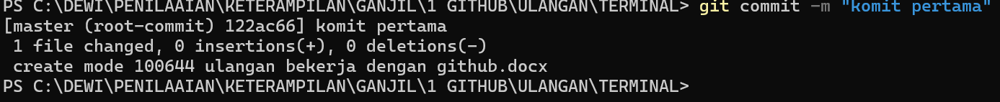 PS C:\DEWI\PENILAAIAN\KETERAMPILAN\GANJIL\1 GITHUB\ULANGAN\TERMINAL> git commit -m "komit pertama"
[master (root-commit) 122ac66] komit pertama
 1 file changed, 0 insertions(+), 0 deletions(-)
 create mode 100644 ulangan bekerja dengan github.docx
PS C:\DEWI\PENILAAIAN\KETERAMPILAN\GANJIL\1 GITHUB\ULANGAN\TERMINAL>